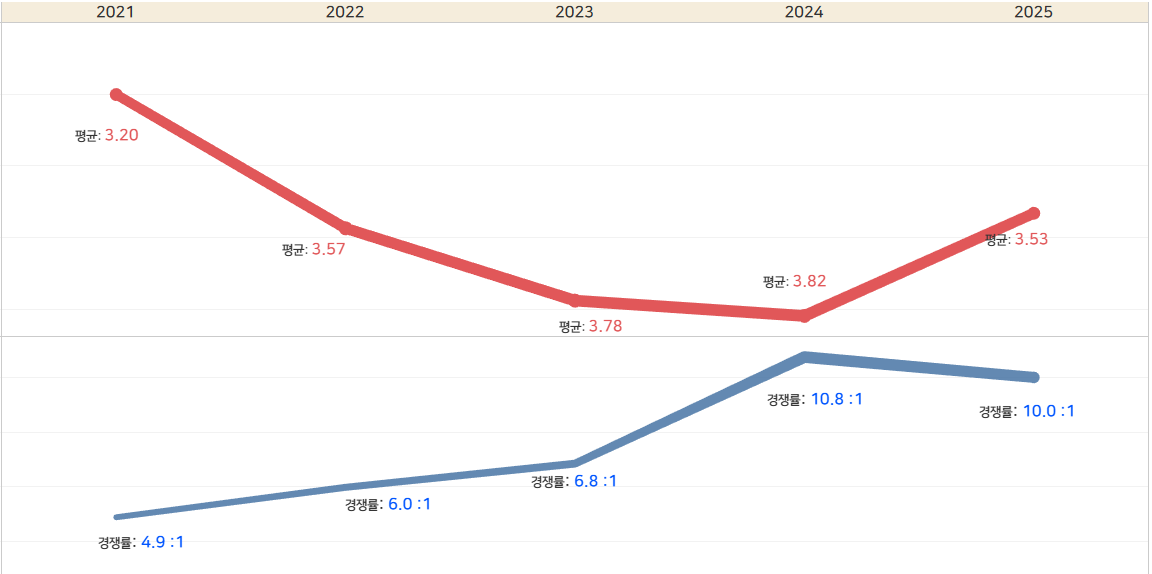 2021 2022 2023 2024 2025
평균: 3.20
평균: 3.57
평균: 3.78
평균: 3.82
평균: 3.53
경쟁률: 4.9 :1
경쟁률: 6.0 :1
경쟁률: 6.8 :1
경쟁률: 10.8 :1
경쟁률: 10.0 :1